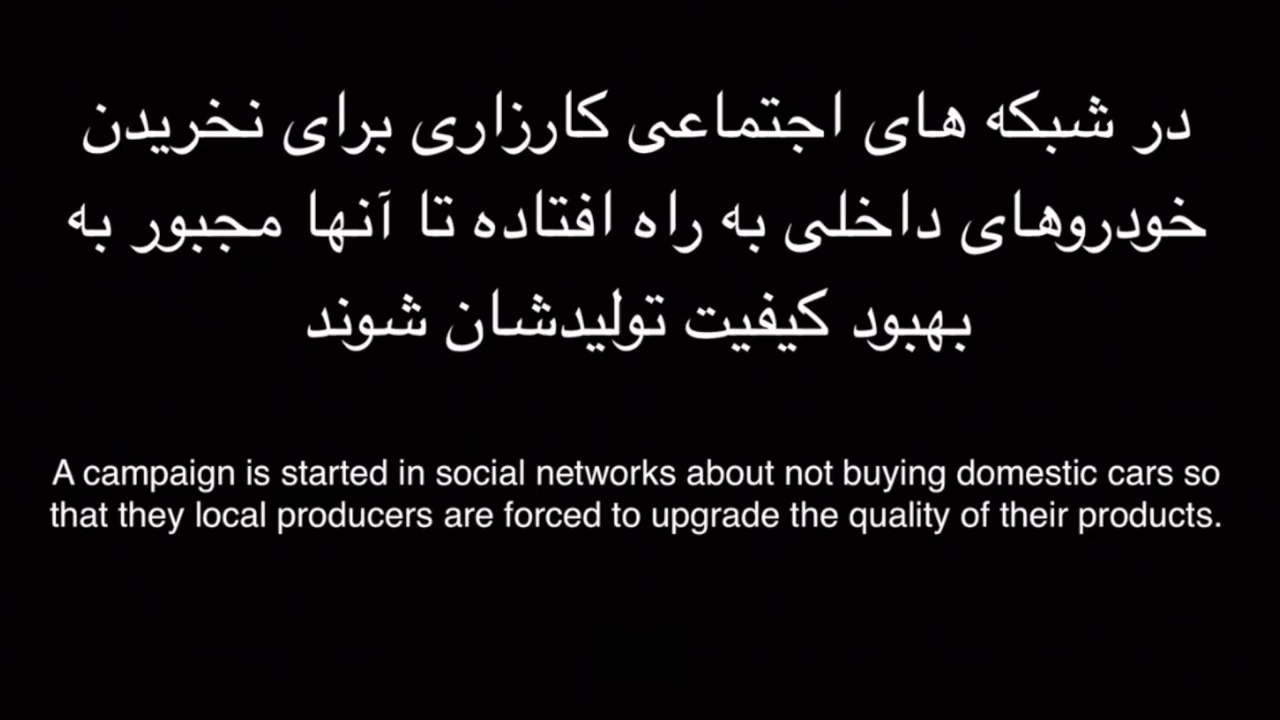 در شبکه های اجتماعی کارزاری برای نخریدن
خودروهای داخلی به راه افتاده تا آنها مجبور به
بهبود کیفیت تولیدشان شوند
A campaign is started in social networks about not buying domestic cars so
that they local producers are forced to upgrade the quality of their products.